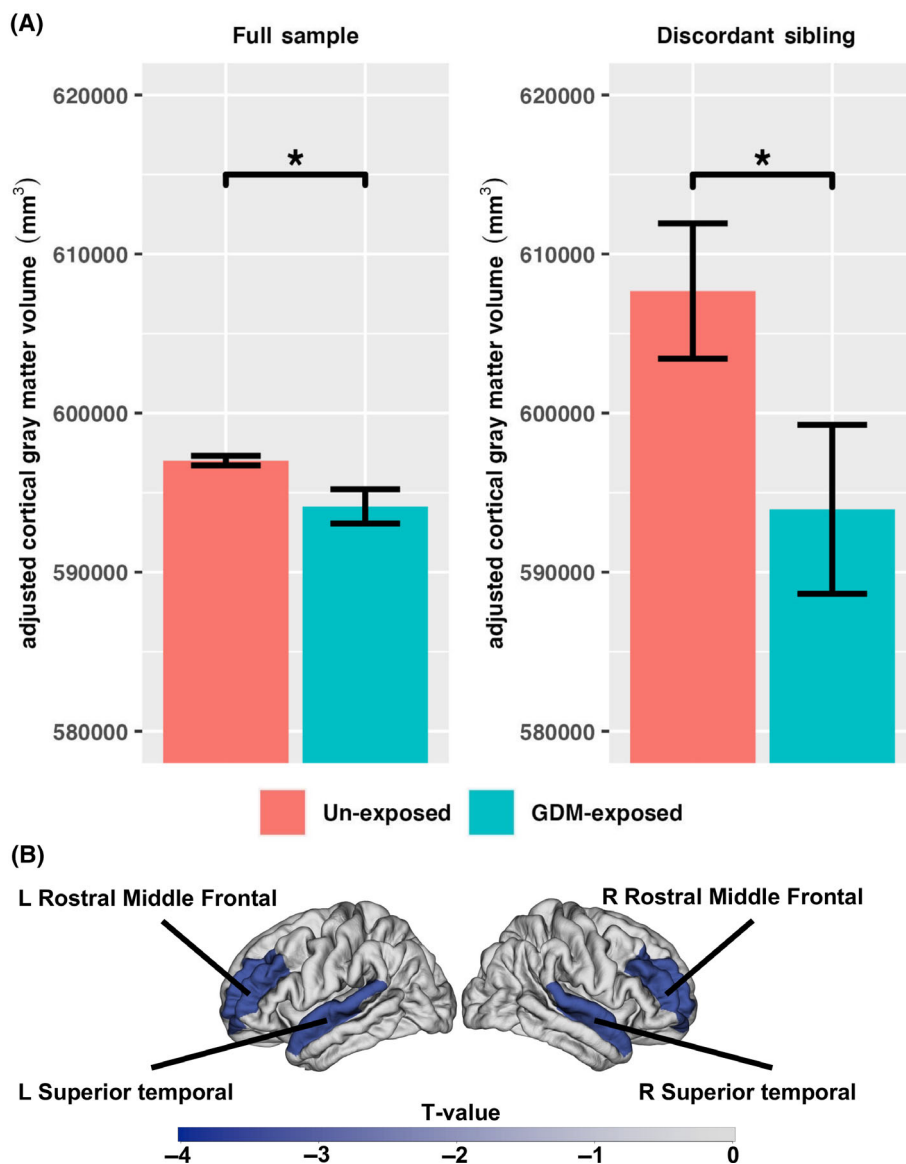 (A)
Full sample
Discordant sibling
adjusted cortical gray matter volume (mm³)
620000
610000
600000
590000
580000
*
adjusted cortical gray matter volume (mm³)
620000
610000
600000
590000
580000
*
Un-exposed GDM-exposed
(B)
L Rostral Middle Frontal
R Rostral Middle Frontal
L Superior temporal
R Superior temporal
T-value
–4 –3 –2 –1 0